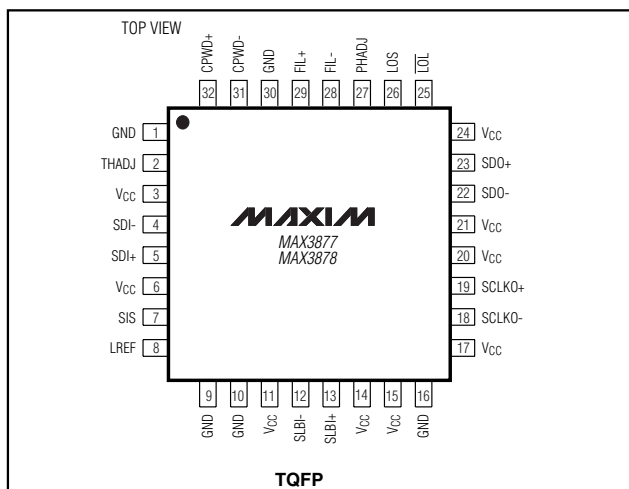 TOP VIEW
CPWD+ CPWD- GND FIL+ FIL- PHADJ LOS LOL
32 31 30 29 28 27 26 25
GND 1
THADJ 2
VCC 3
SDI- 4
SDI+ 5
VCC 6
SIS 7
LREF 8
MAXIM
MAX3877
MAX3878
24 VCC
23 SDO+
22 SDO-
21 VCC
20 VCC
19 SCLKO+
18 SCLKO-
17 VCC
9 10 11 12 13 14 15 16
GND GND VCC SLBI- SLBI+ VCC VCC GND
TQFP